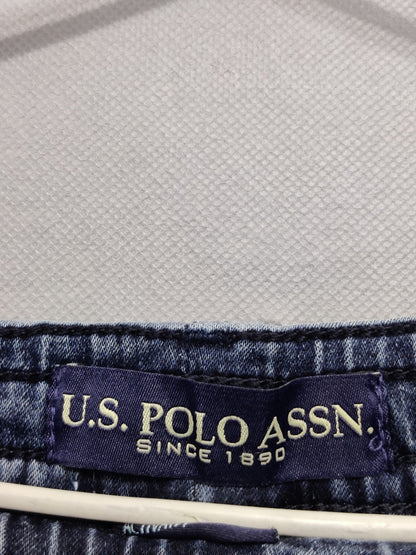 U.S. POLO ASSN.
SINCE 1890